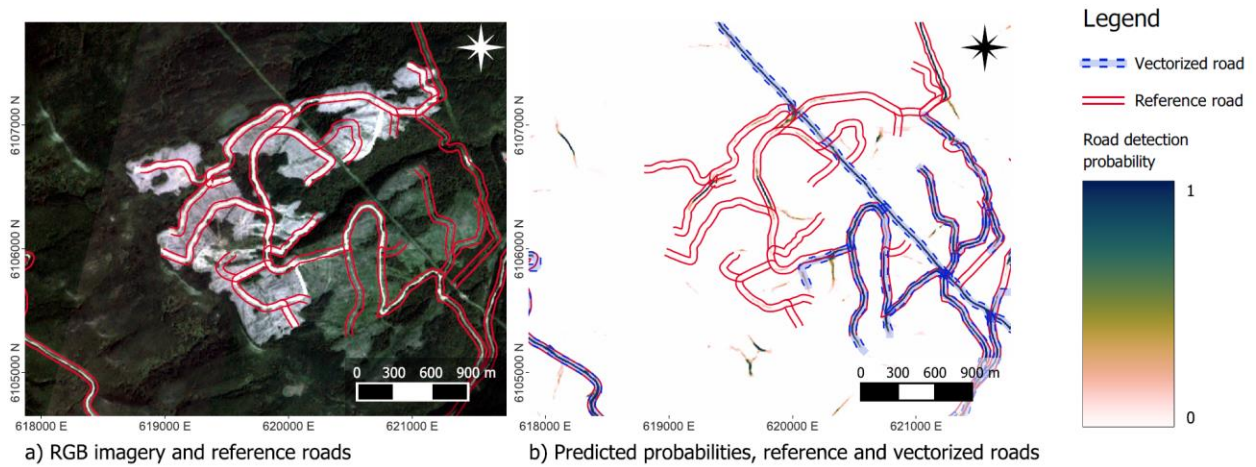 Legend
Vectorized road
Reference road
Road detection
probability
1
0
6107000 N
6106000 N
6105000 N
0 300 600 900 m
618000 E 619000 E 620000 E 621000 E
a) RGB imagery and reference roads
6107000 N
6106000 N
6105000 N
0 300 600 900 m
618000 E 619000 E 620000 E 621000 E
b) Predicted probabilities, reference and vectorized roads